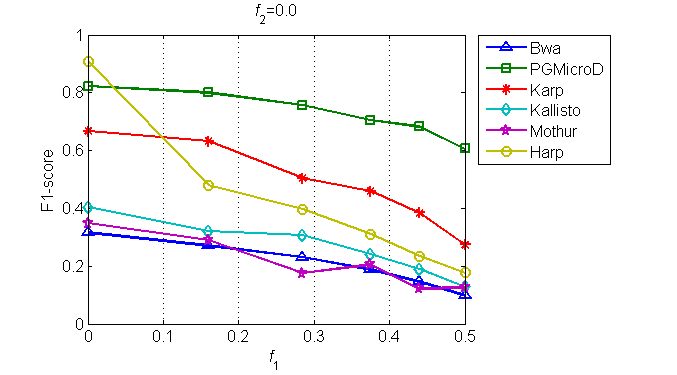 f2=0.0
F1-score
1
0.8
0.6
0.4
0.2
0
0 0.1 0.2 0.3 0.4 0.5
f1
Bwa
PGMicroD
Karp
Kallisto
Mothur
Harp